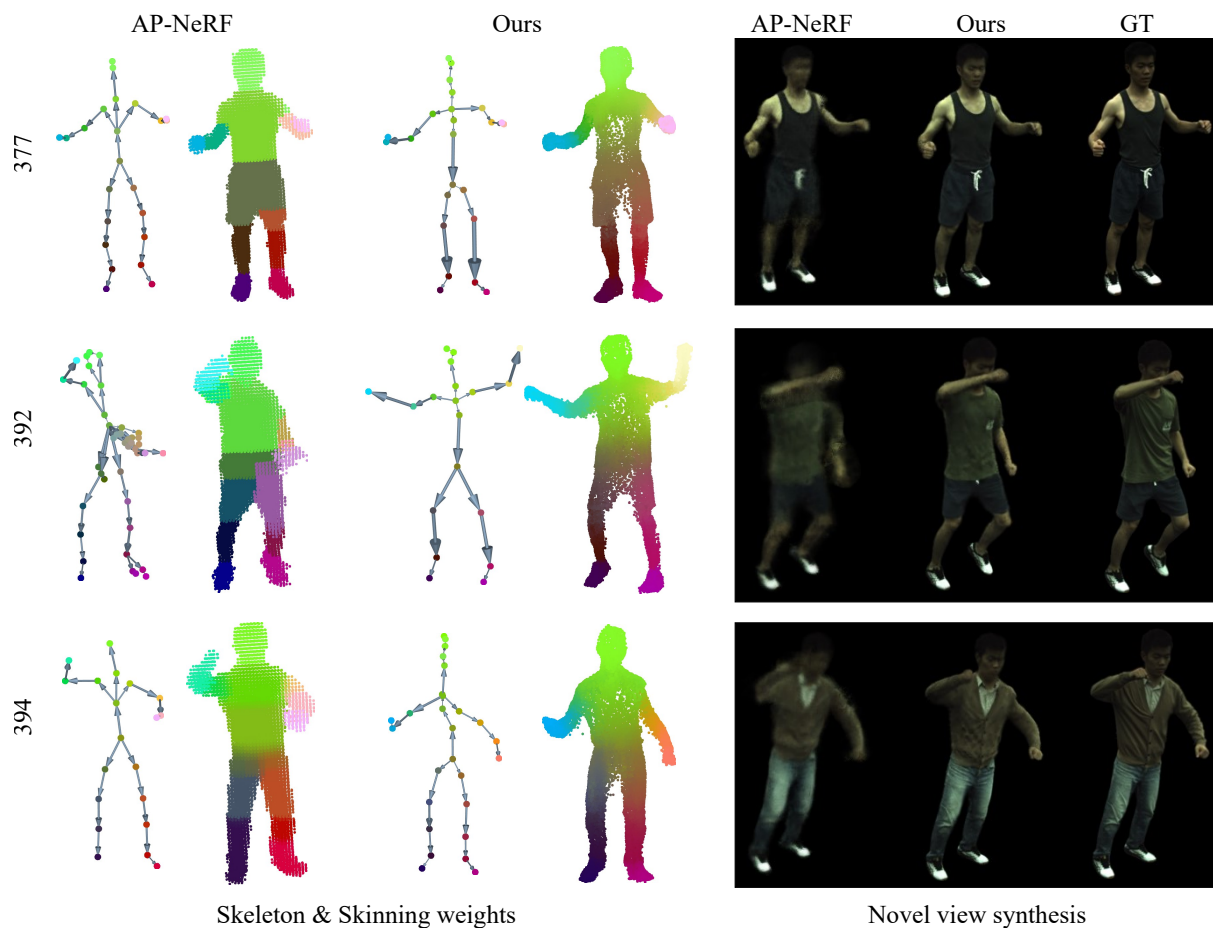 AP-NeRF Ours AP-NeRF Ours GT
377
392
394
Skeleton & Skinning weights Novel view synthesis